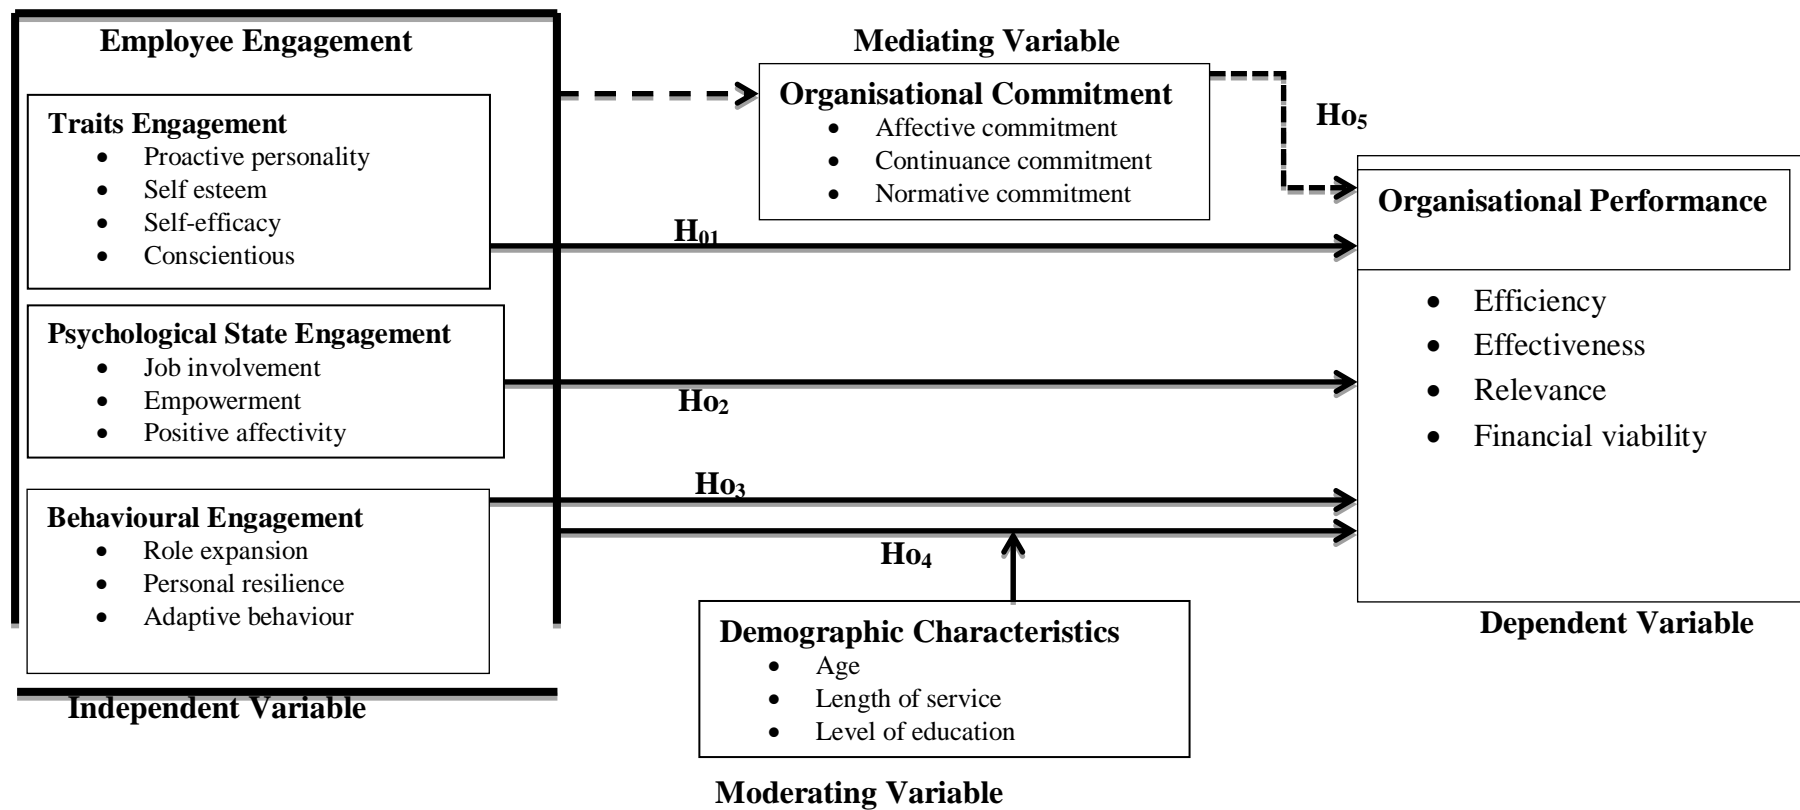 Employee Engagement
Traits Engagement
• Proactive personality
• Self esteem
• Self-efficacy
• Conscientious
Psychological State Engagement
• Job involvement
• Empowerment
• Positive affectivity
Behavioural Engagement
• Role expansion
• Personal resilience
• Adaptive behaviour
Independent Variable
Mediating Variable
Organisational Commitment
• Affective commitment
• Continuance commitment
• Normative commitment
H₀₁
Ho₂
Ho₃
Ho₄
Ho₅
Demographic Characteristics
• Age
• Length of service
• Level of education
Moderating Variable
Organisational Performance
• Efficiency
• Effectiveness
• Relevance
• Financial viability
Dependent Variable